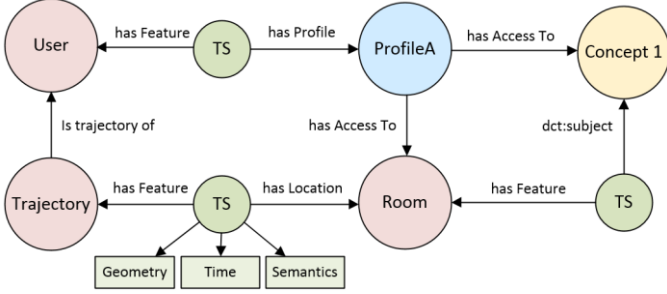 User
has Feature
TS
has Profile
ProfileA
has Access To
Concept 1
Is trajectory of
has Access To
dct:subject
Trajectory
has Feature
TS
has Location
Room
has Feature
TS
Geometry
Time
Semantics